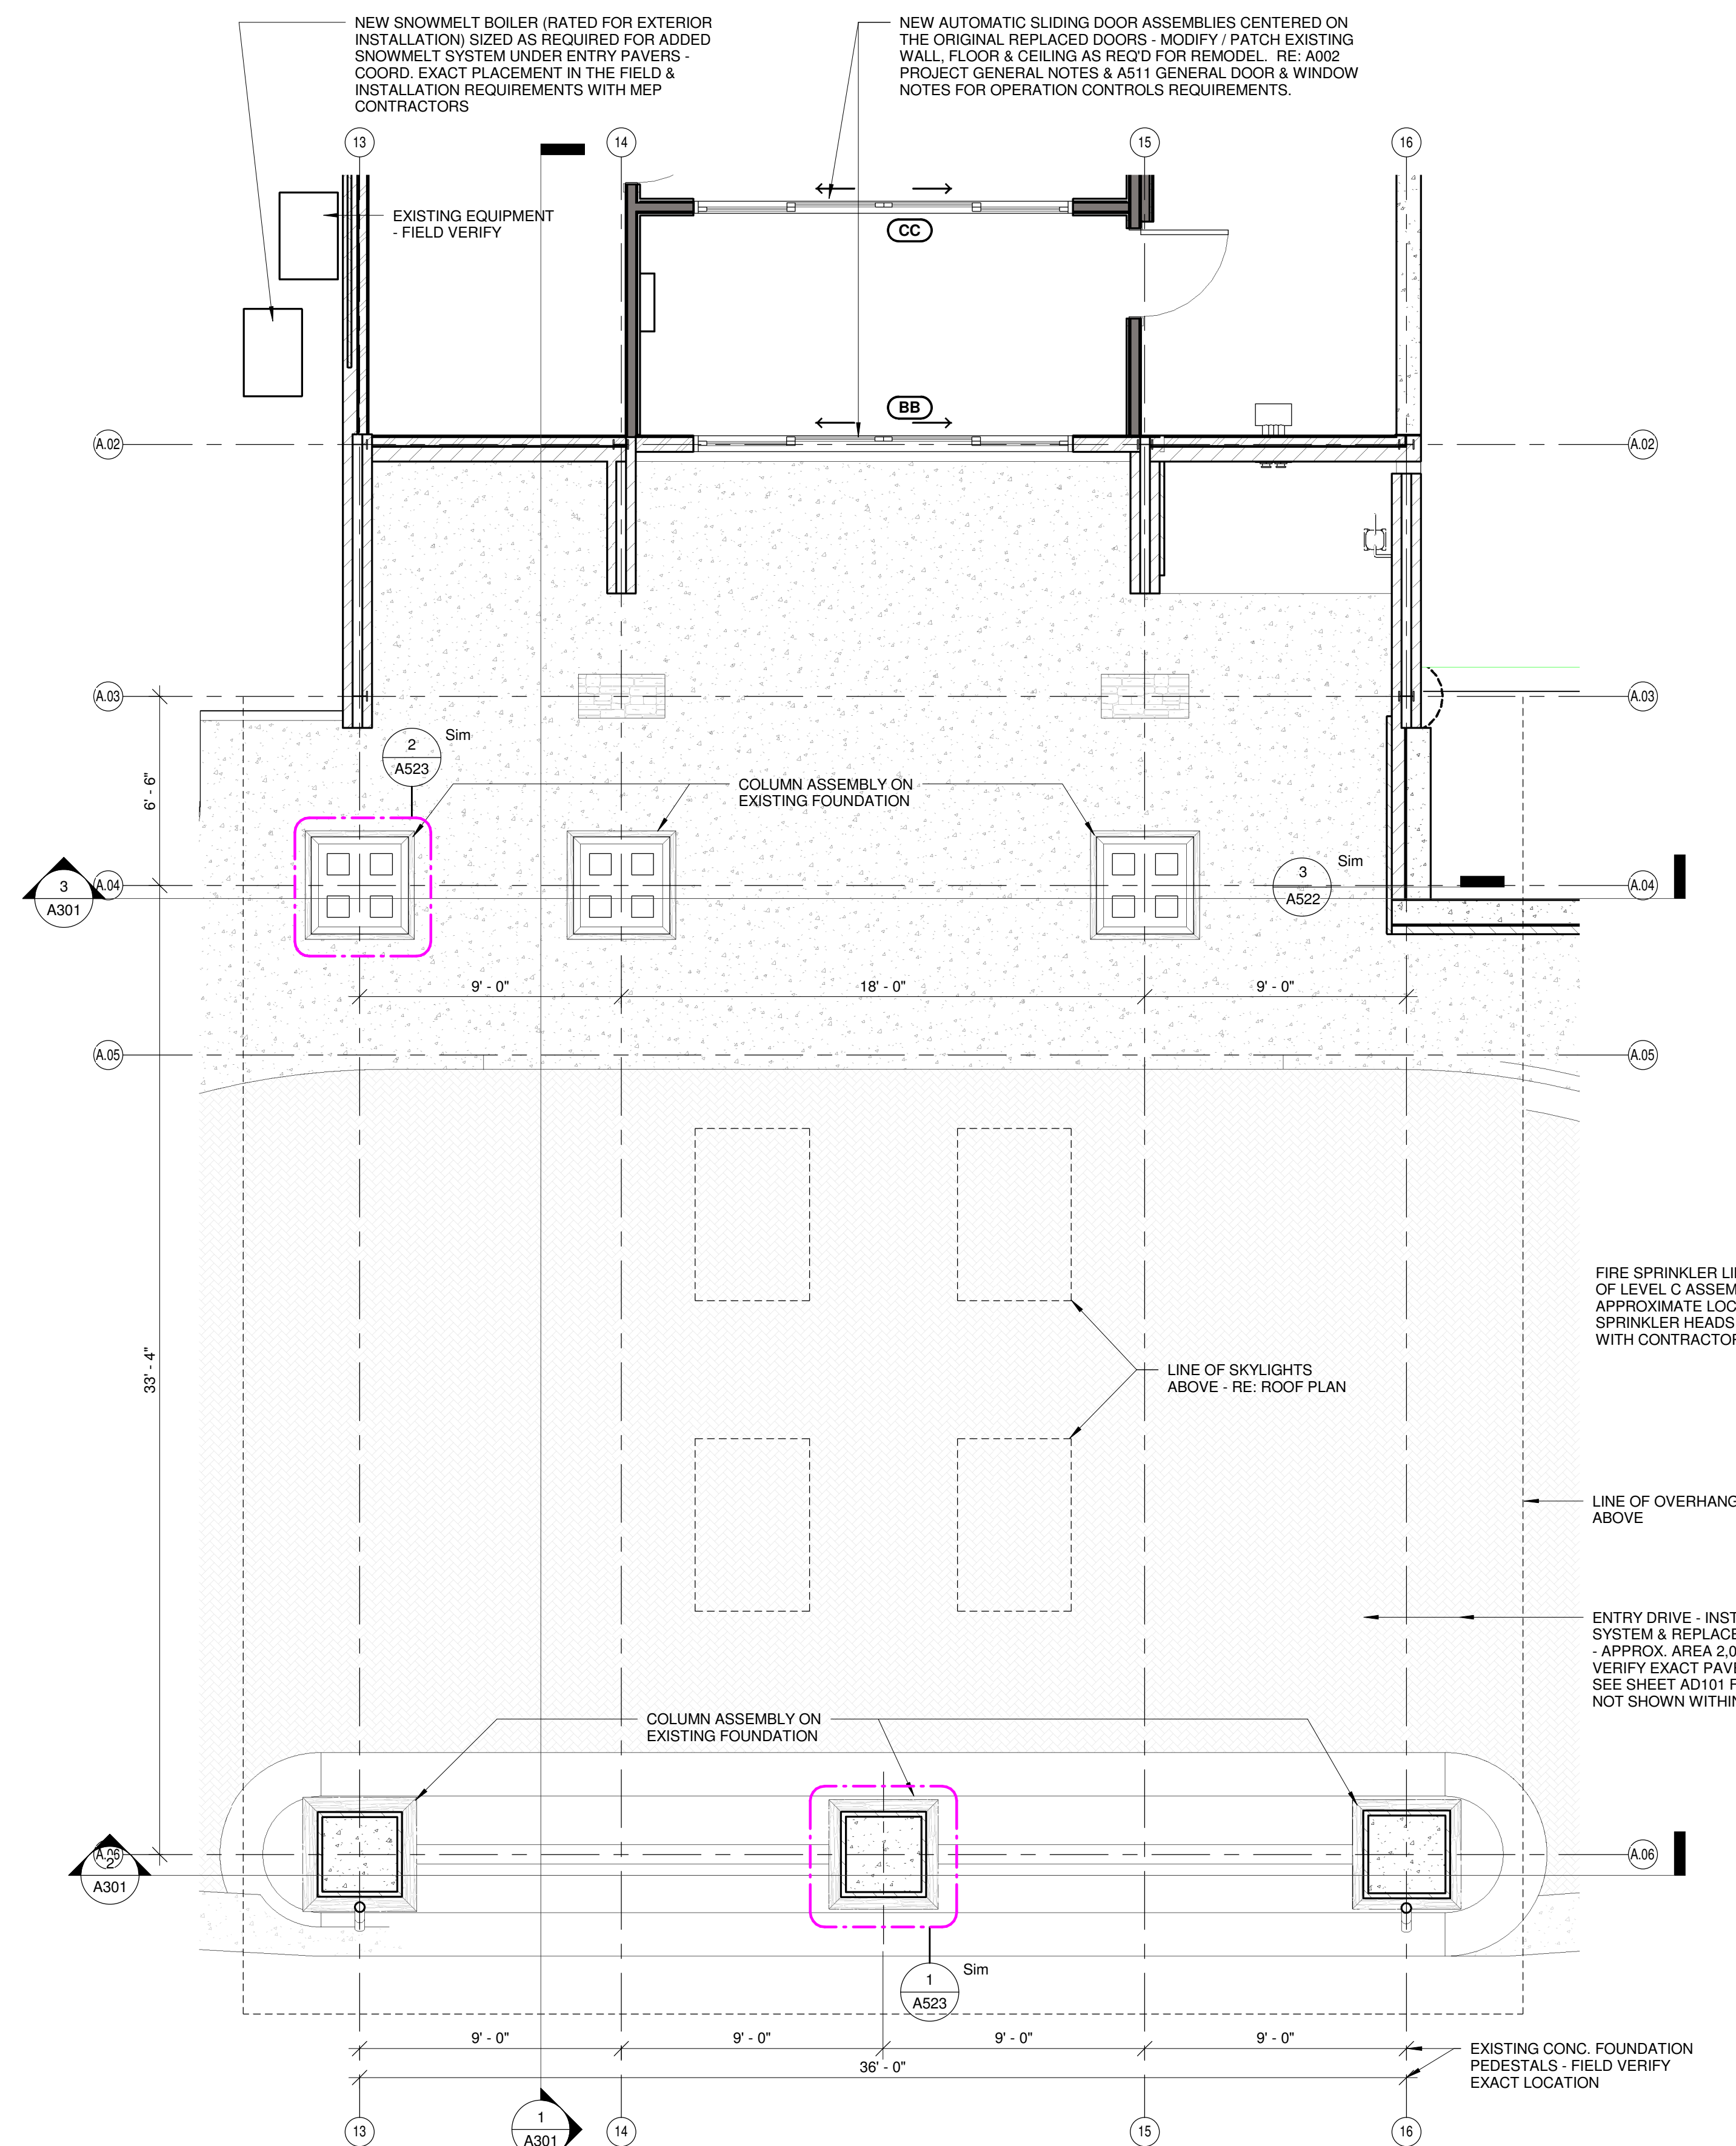 NEW SNOWMELT BOILER (RATED FOR EXTERIOR
INSTALLATION) SIZED AS REQUIRED FOR ADDED
SNOWMELT SYSTEM UNDER ENTRY PAVERS -
COORD. EXACT PLACEMENT IN THE FIELD &
INSTALLATION REQUIREMENTS WITH MEP
CONTRACTORS
NEW AUTOMATIC SLIDING DOOR ASSEMBLIES CENTERED ON
THE ORIGINAL REPLACED DOORS - MODIFY / PATCH EXISTING
WALL, FLOOR & CEILING AS REQ'D FOR REMODEL. RE: A002
PROJECT GENERAL NOTES & A511 GENERAL DOOR & WINDOW
NOTES FOR OPERATION CONTROLS REQUIREMENTS.
13
14
15
16
EXISTING EQUIPMENT
- FIELD VERIFY
CC
BB
A.02
A.02
A.03
A.03
6' - 6"
2
A523
Sim
COLUMN ASSEMBLY ON
EXISTING FOUNDATION
3
A301
A.04
3
A522
Sim
A.04
9' - 0"
18' - 0"
9' - 0"
A.05
A.05
33' - 4"
FIRE SPRINKLER LI
OF LEVEL C ASSEM
APPROXIMATE LOC
SPRINKLER HEADS
WITH CONTRACTOR
LINE OF SKYLIGHTS
ABOVE - RE: ROOF PLAN
LINE OF OVERHANG
ABOVE
ENTRY DRIVE - INST
SYSTEM & REPLACE
- APPROX. AREA 2,0
VERIFY EXACT PAVE
SEE SHEET AD101 F
NOT SHOWN WITHIN
COLUMN ASSEMBLY ON
EXISTING FOUNDATION
A.06
2
A301
A.06
1
A523
Sim
9' - 0"
9' - 0"
9' - 0"
9' - 0"
36' - 0"
EXISTING CONC. FOUNDATION
PEDESTALS - FIELD VERIFY
EXACT LOCATION
13
1
A301
14
15
16